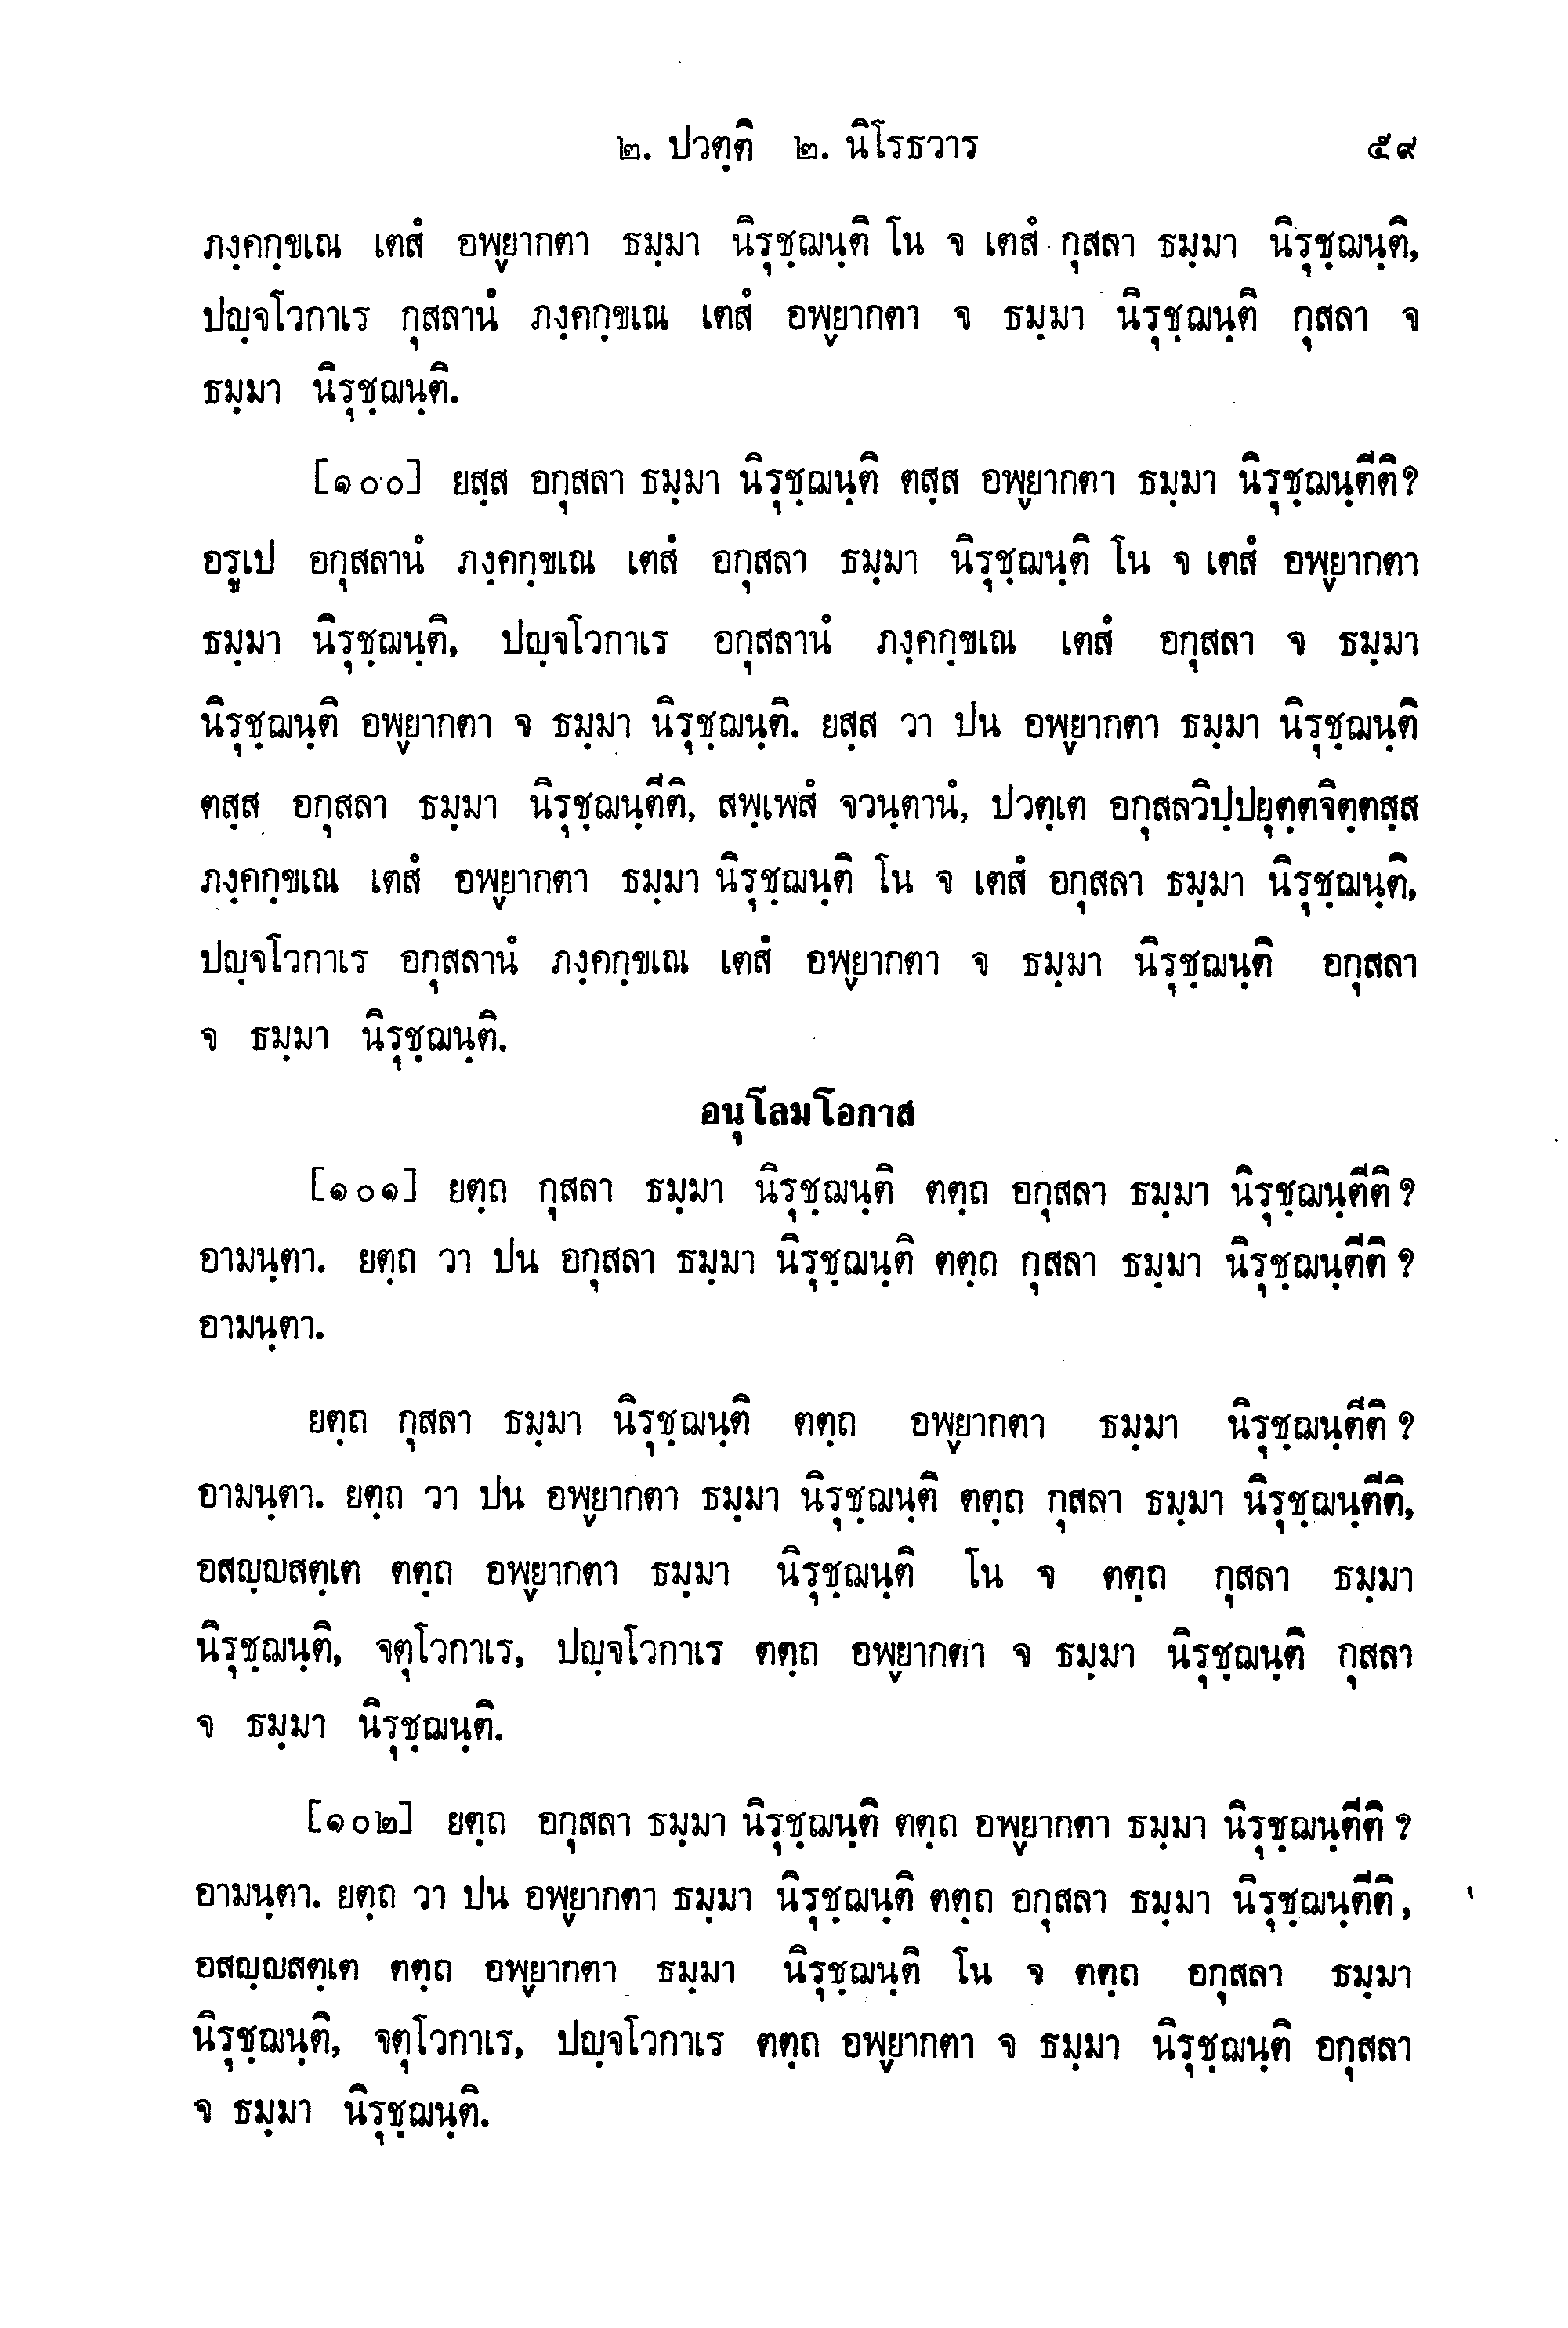 ๒. ปวตฺติ ๒. นิโรธวาร ๕๙
ภงฺคกฺขเณ เตสํ อพฺยากตา ธมฺมา นิรุชฺฌนฺติ โน จ เตสํ กุสลา ธมฺมา นิรุชฺฌนฺติ,
ปญฺจโวกาเร กุสลานํ ภงฺคกฺขเณ เตสํ อพฺยากตา จ ธมฺมา นิรุชฺฌนฺติ กุสลา จ
ธมฺมา นิรุชฺฌนฺติ.
[๑๐๐] ยสฺส อกุสลา ธมฺมา นิรุชฺฌนฺติ ตสฺส อพฺยากตา ธมฺมา นิรุชฺฌนฺตีติ?
อรูเป อกุสลานํ ภงฺคกฺขเณ เตสํ อกุสลา ธมฺมา นิรุชฺฌนฺติ โน จ เตสํ อพฺยากตา
ธมฺมา นิรุชฺฌนฺติ, ปญฺจโวกาเร อกุสลานํ ภงฺคกฺขเณ เตสํ อกุสลา จ ธมฺมา
นิรุชฺฌนฺติ อพฺยากตา จ ธมฺมา นิรุชฺฌนฺติ. ยสฺส วา ปน อพฺยากตา ธมฺมา นิรุชฺฌนฺติ
ตสฺส อกุสลา ธมฺมา นิรุชฺฌนฺตีติ, สพฺเพสํ จวนฺตานํ, ปวตฺเต อกุสลวิปฺปยุตฺตจิตฺตสฺส
ภงฺคกฺขเณ เตสํ อพฺยากตา ธมฺมา นิรุชฺฌนฺติ โน จ เตสํ อกุสลา ธมฺมา นิรุชฺฌนฺติ,
ปญฺจโวกาเร อกุสลานํ ภงฺคกฺขเณ เตสํ อพฺยากตา จ ธมฺมา นิรุชฺฌนฺติ อกุสลา
จ ธมฺมา นิรุชฺฌนฺติ.
อนุโลมโอกาส
[๑๐๑] ยตฺถ กุสลา ธมฺมา นิรุชฺฌนฺติ ตตฺถ อกุสลา ธมฺมา นิรุชฺฌนฺตีติ?
อามนฺตา. ยตฺถ วา ปน อกุสลา ธมฺมา นิรุชฺฌนฺติ ตตฺถ กุสลา ธมฺมา นิรุชฺฌนฺตีติ?
อามนฺตา.
ยตฺถ กุสลา ธมฺมา นิรุชฺฌนฺติ ตตฺถ อพฺยากตา ธมฺมา นิรุชฺฌนฺตีติ?
อามนฺตา. ยตฺถ วา ปน อพฺยากตา ธมฺมา นิรุชฺฌนฺติ ตตฺถ กุสลา ธมฺมา นิรุชฺฌนฺตีติ,
อสญฺญสตฺเต ตตฺถ อพฺยากตา ธมฺมา นิรุชฺฌนฺติ โน จ ตตฺถ กุสลา ธมฺมา
นิรุชฺฌนฺติ, จตุโวกาเร, ปญฺจโวกาเร ตตฺถ อพฺยากตา จ ธมฺมา นิรุชฺฌนฺติ กุสลา
จ ธมฺมา นิรุชฺฌนฺติ.
[๑๐๒] ยตฺถ อกุสลา ธมฺมา นิรุชฺฌนฺติ ตตฺถ อพฺยากตา ธมฺมา นิรุชฺฌนฺตีติ?
อามนฺตา. ยตฺถ วา ปน อพฺยากตา ธมฺมา นิรุชฺฌนฺติ ตตฺถ อกุสลา ธมฺมา นิรุชฺฌนฺตีติ,
อสญฺญสตฺเต ตตฺถ อพฺยากตา ธมฺมา นิรุชฺฌนฺติ โน จ ตตฺถ อกุสลา ธมฺมา
นิรุชฺฌนฺติ, จตุโวกาเร, ปญฺจโวกาเร ตตฺถ อพฺยากตา จ ธมฺมา นิรุชฺฌนฺติ อกุสลา
จ ธมฺมา นิรุชฺฌนฺติ.